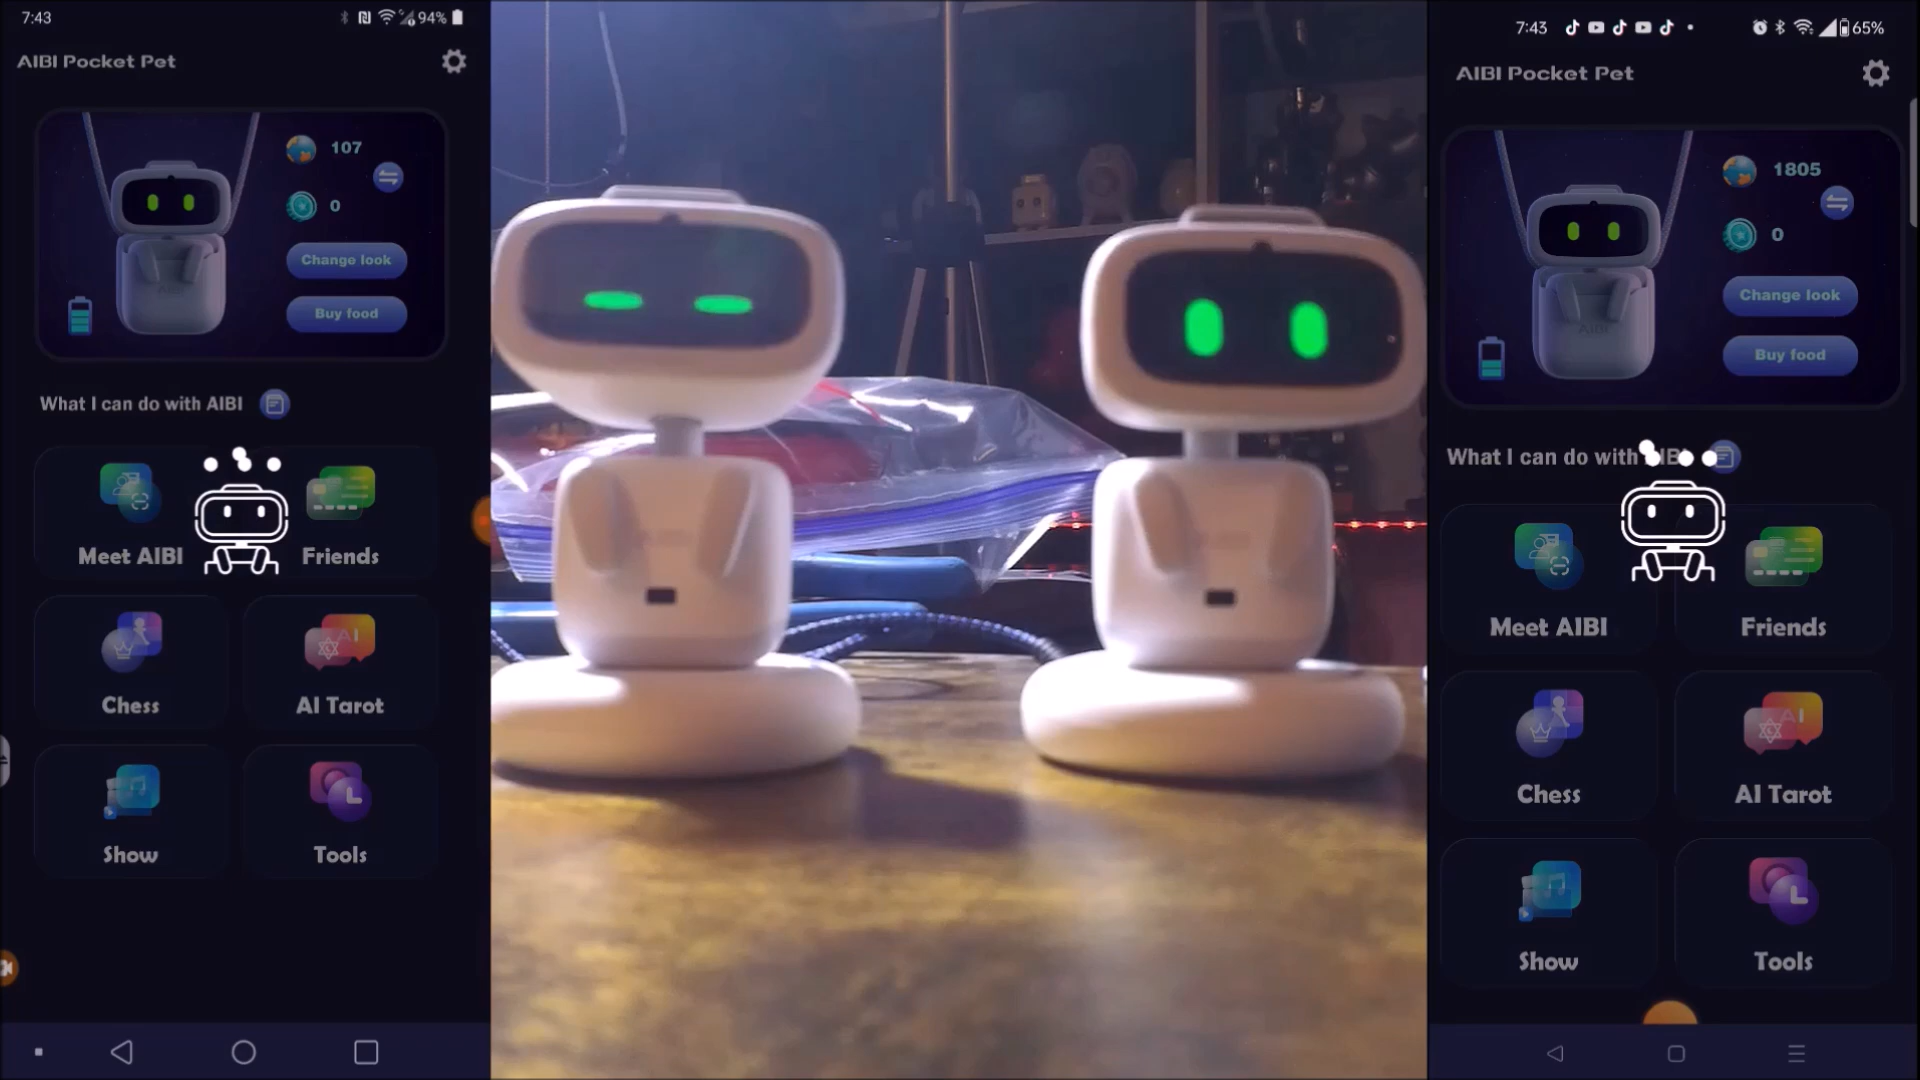 7:43
94%
AIBI Pocket Pet
107
0
Change look
Buy food
What I can do with AIBI
Meet AIBI
Friends
Chess
AI Tarot
Show
Tools
7:43
65%
AIBI Pocket Pet
1805
0
Change look
Buy food
AIBI
What I can do with AIBI
Meet AIBI
Friends
Chess
AI Tarot
Show
Tools